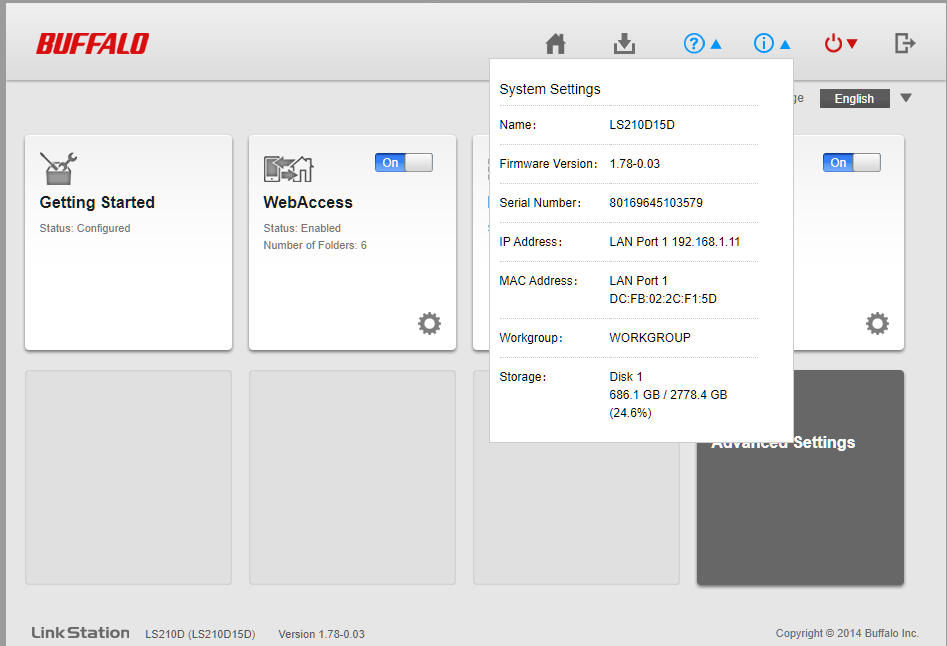 BUFFALO
English
System Settings
Name: LS210D15D
Firmware Version: 1.78-0.03
Serial Number: 80169645103579
IP Address: LAN Port 1 192.168.1.11
MAC Address: LAN Port 1
DC:FB:02:2C:F1:5D
Workgroup: WORKGROUP
Storage: Disk 1
686.1 GB / 2778.4 GB
(24.6%)
Getting Started
Status: Configured
On
WebAccess
Status: Enabled
Number of Folders: 6
On
Advanced Settings
LinkStation LS210D (LS210D15D) Version 1.78-0.03
Copyright © 2014 Buffalo Inc.